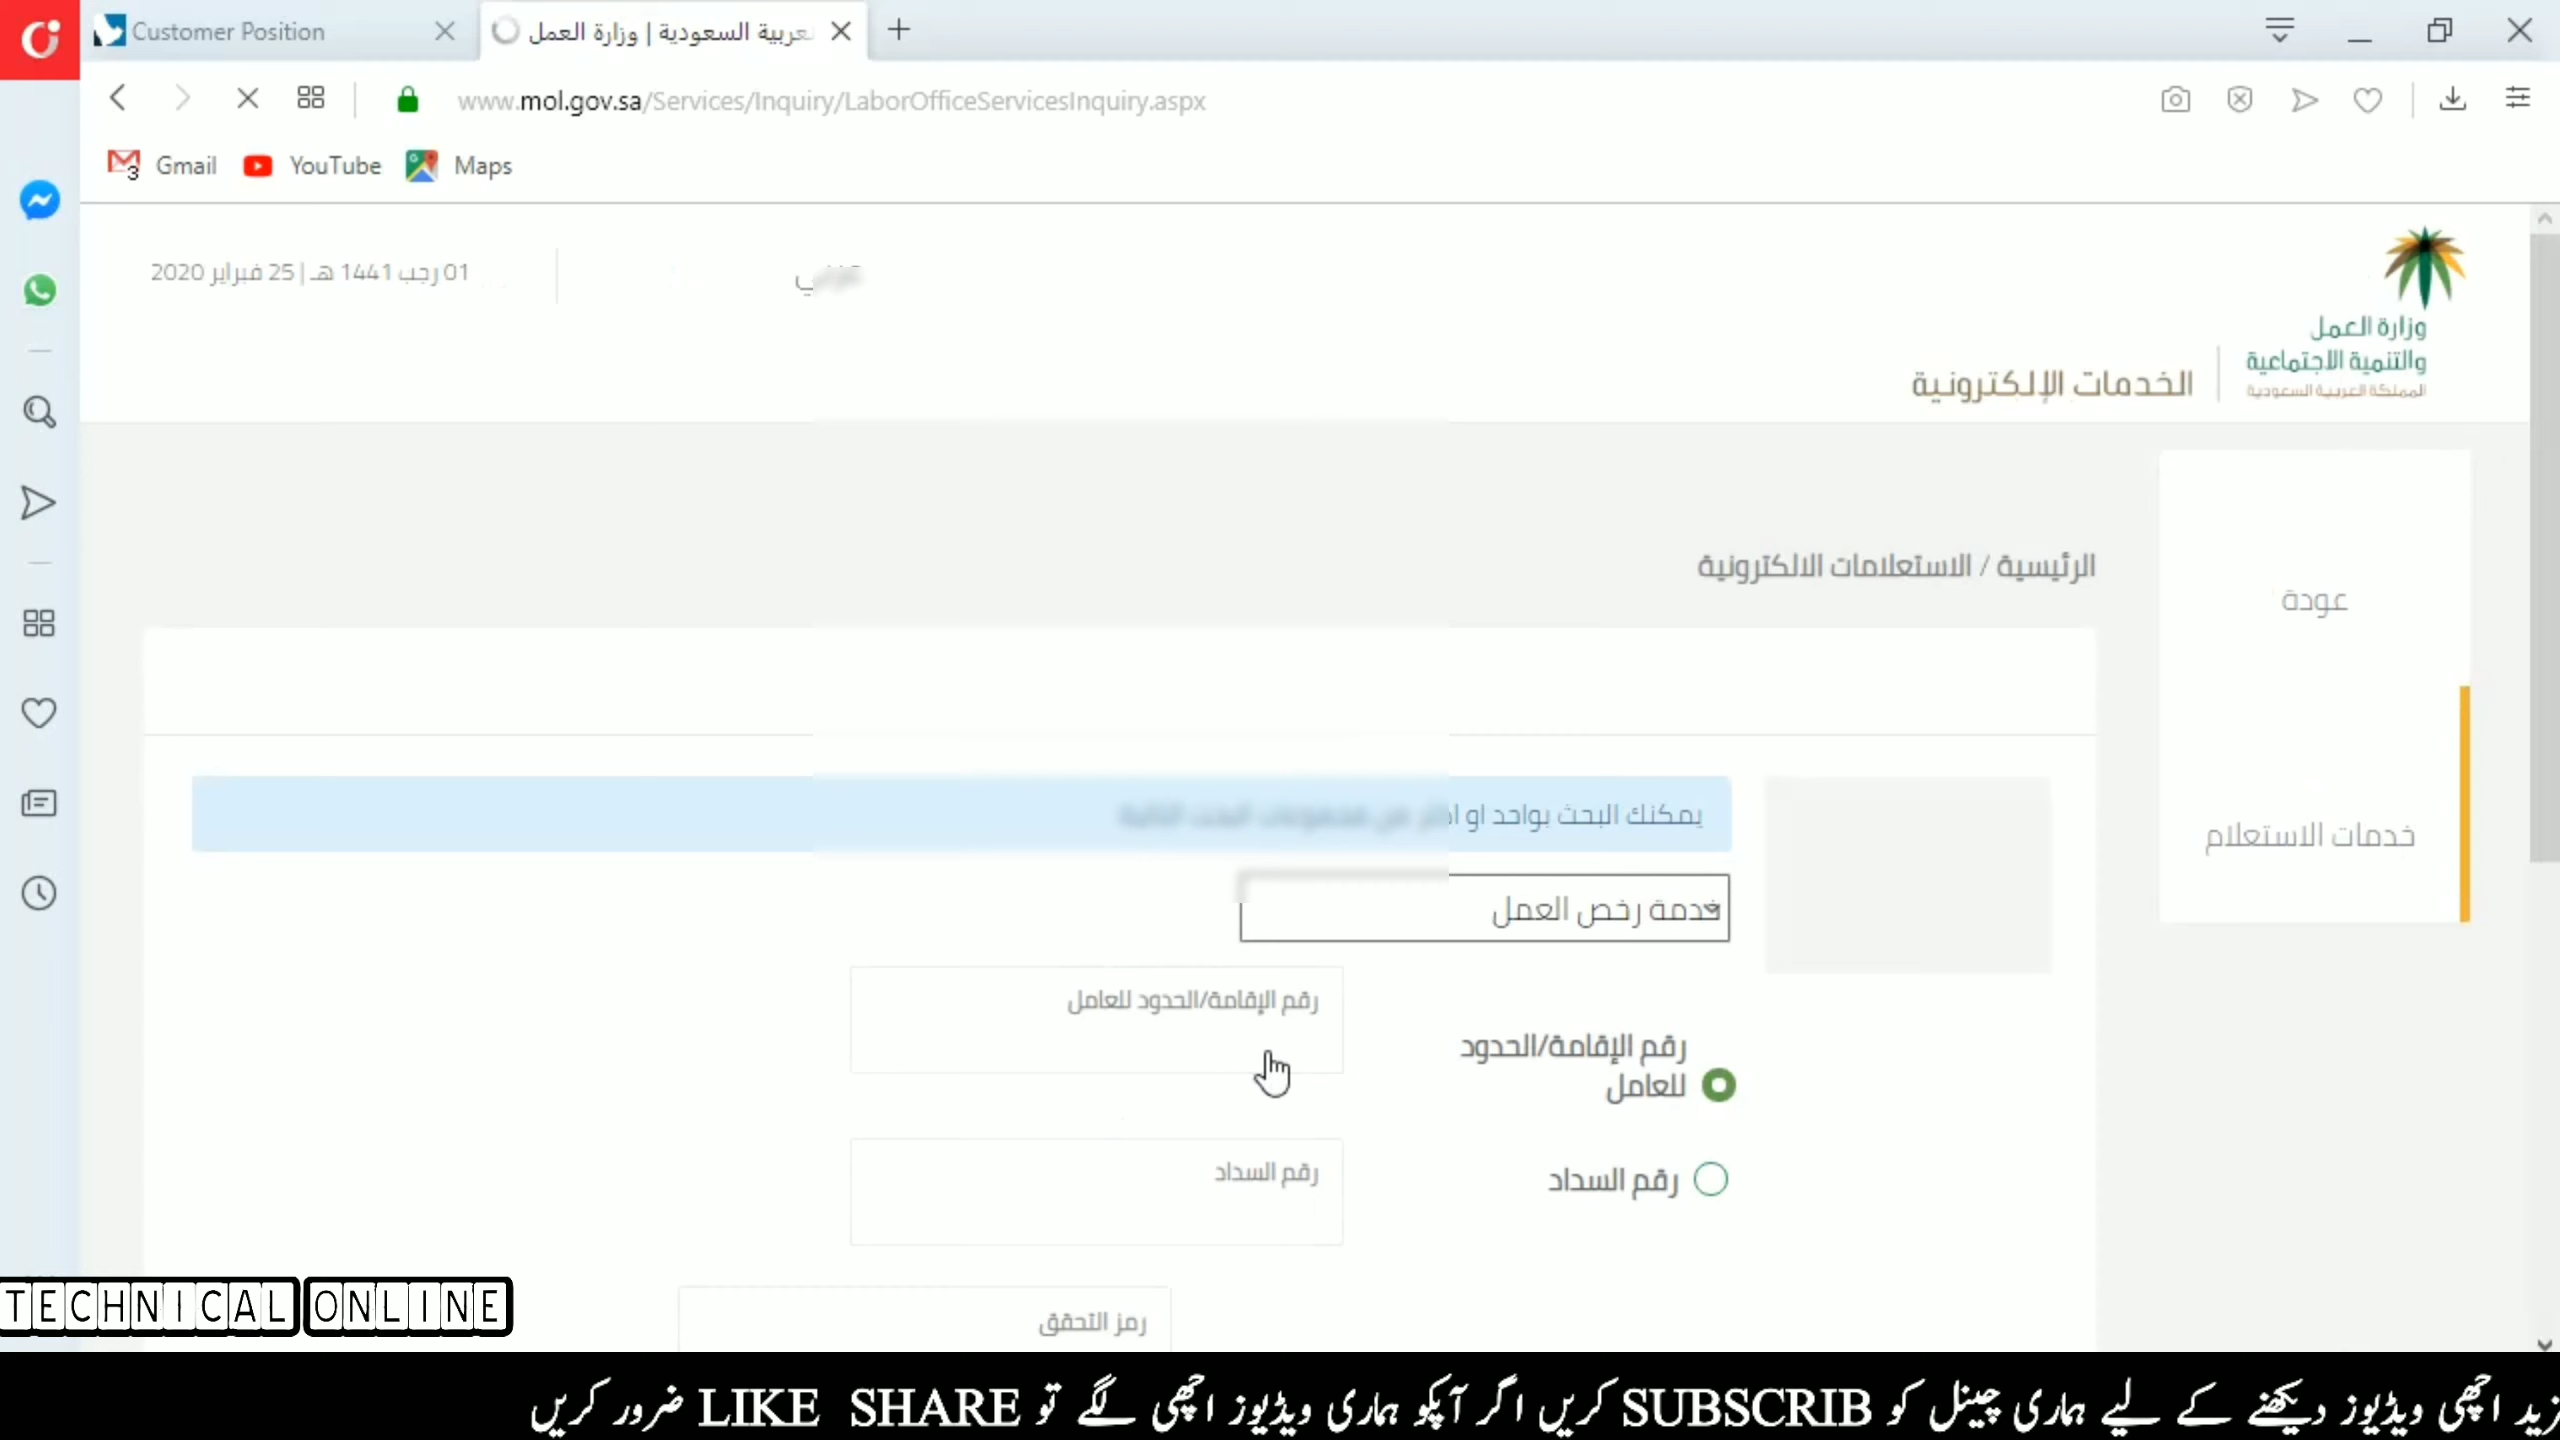 Customer Position
عربية السعودية | وزارة العمل
www.mol.gov.sa/Services/Inquiry/LaborOfficeServicesInquiry.aspx
Gmail
YouTube
Maps
3
01 رجب 1441 هـ | 25 فبراير 2020
وزارة العمل
والتنمية الاجتماعية
المملكة العربية السعودية
الخدمات الإلكترونية
الرئيسية / الاستعلامات الالكترونية
عودة
خدمات الاستعلام
يمكنك البحث بواحد او
خدمة رخص العمل
رقم الإقامة/الحدود للعامل
رقم الإقامة/الحدود
للعامل
رقم السداد
رقم السداد
رمز التحقق
TECHNICAL ONLINE
اچھی ویڈیوز دیکھنے کے لیے ہماری چینل کو SUBSCRIB کریں اگر آپکو ہماری ویڈیوز اچھی لگے تو LIKE SHARE ضرور کریں